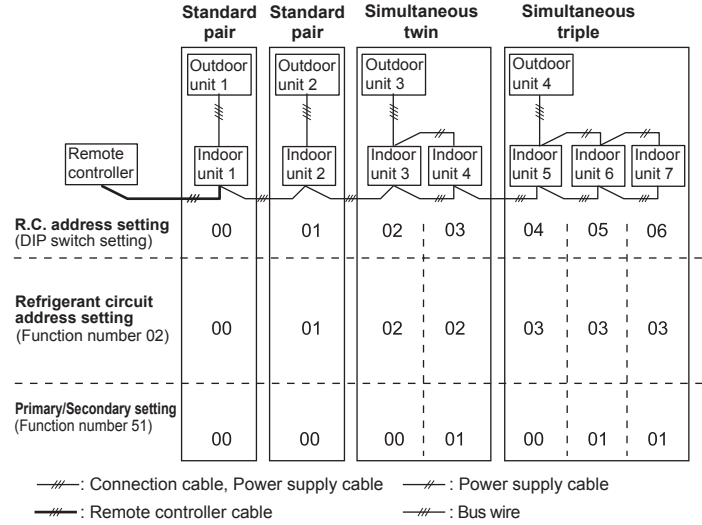 Standard pair
Standard pair
Simultaneous twin
Simultaneous triple
Outdoor unit 1
Outdoor unit 2
Outdoor unit 3
Outdoor unit 4
Remote controller
Indoor unit 1
Indoor unit 2
Indoor unit 3
Indoor unit 4
Indoor unit 5
Indoor unit 6
Indoor unit 7
R.C. address setting
(DIP switch setting)
00 01 02 03 04 05 06
Refrigerant circuit
address setting
(Function number 02)
00 01 02 02 03 03 03
Primary/Secondary setting
(Function number 51)
00 00 00 01 00 01 01
: Connection cable, Power supply cable
: Power supply cable
: Remote controller cable
: Bus wire